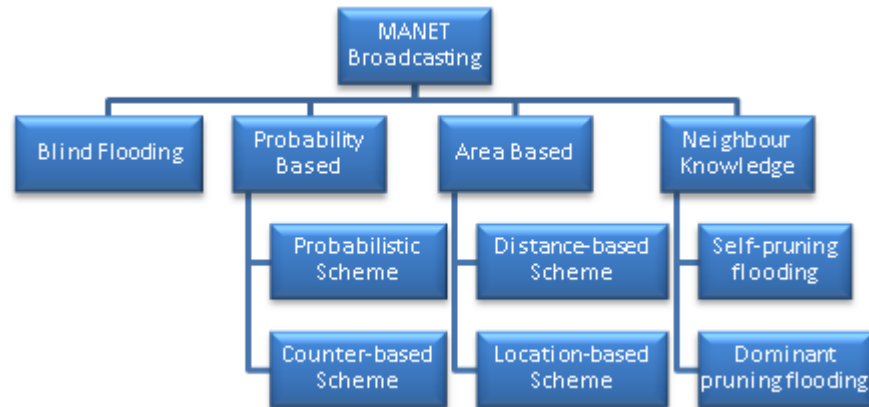 MANET
Broadcasting
Blind Flooding
Probability
Based
Area Based
Neighbour
Knowledge
Probabilistic
Scheme
Distance-based
Scheme
Self-pruning
flooding
Counter-based
Scheme
Location-based
Scheme
Dominant
pruning flooding